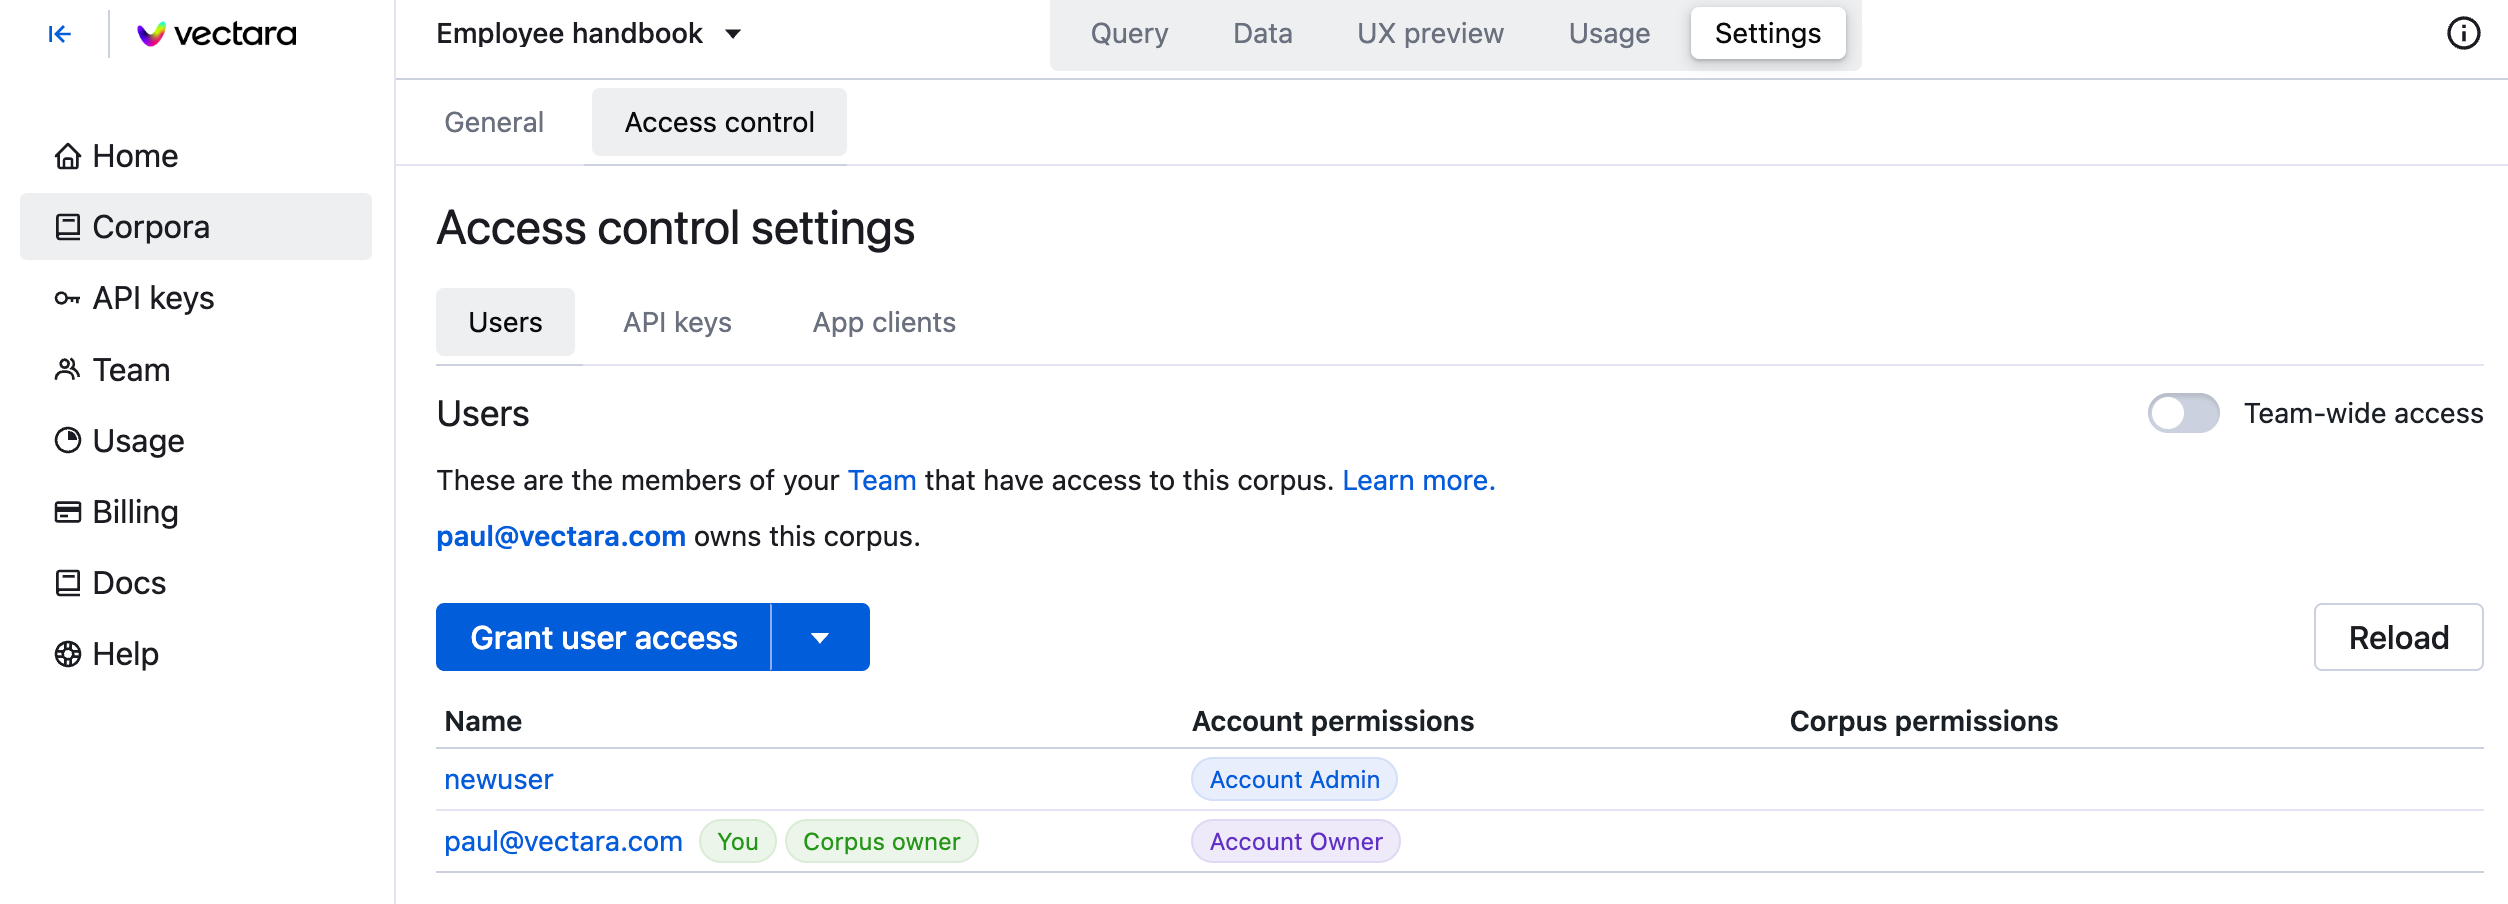 vectara
Employee handbook
Query
Data
UX preview
Usage
Settings
Home
Corpora
API keys
Team
Usage
Billing
Docs
Help
General
Access control
Access control settings
Users
API keys
App clients
Users
Team-wide access
These are the members of your Team that have access to this corpus. Learn more.
paul@vectara.com owns this corpus.
Grant user access
Reload
Name Account permissions Corpus permissions
newuser Account Admin
paul@vectara.com You Corpus owner Account Owner